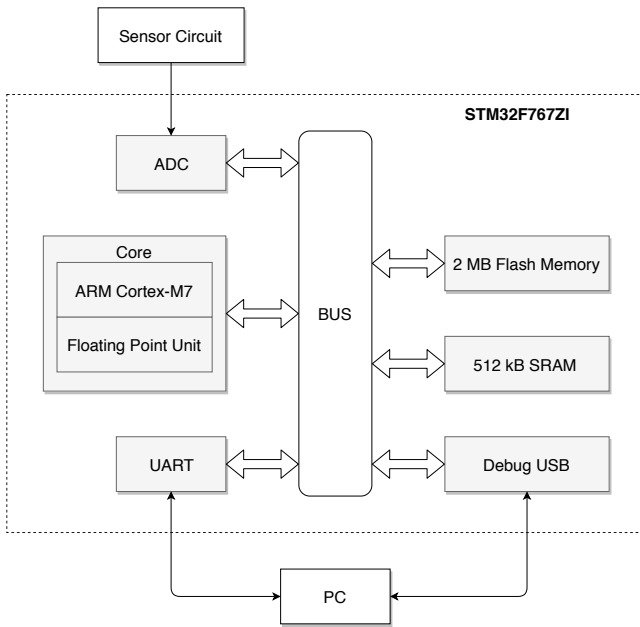 Sensor Circuit
STM32F767ZI
ADC
Core
ARM Cortex-M7
Floating Point Unit
BUS
2 MB Flash Memory
512 kB SRAM
UART
Debug USB
PC